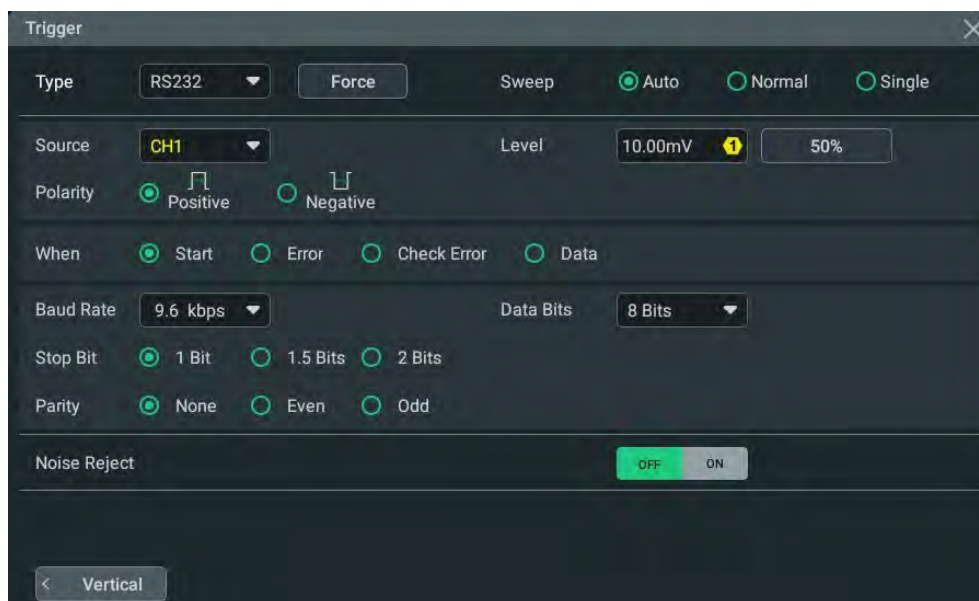 Trigger
Type RS232 Force Sweep Auto Normal Single
Source CH1 Level 10.00mV 1 50%
Polarity Positive Negative
When Start Error Check Error Data
Baud Rate 9.6 kbps Data Bits 8 Bits
Stop Bit 1 Bit 1.5 Bits 2 Bits
Parity None Even Odd
Noise Reject OFF ON
< Vertical